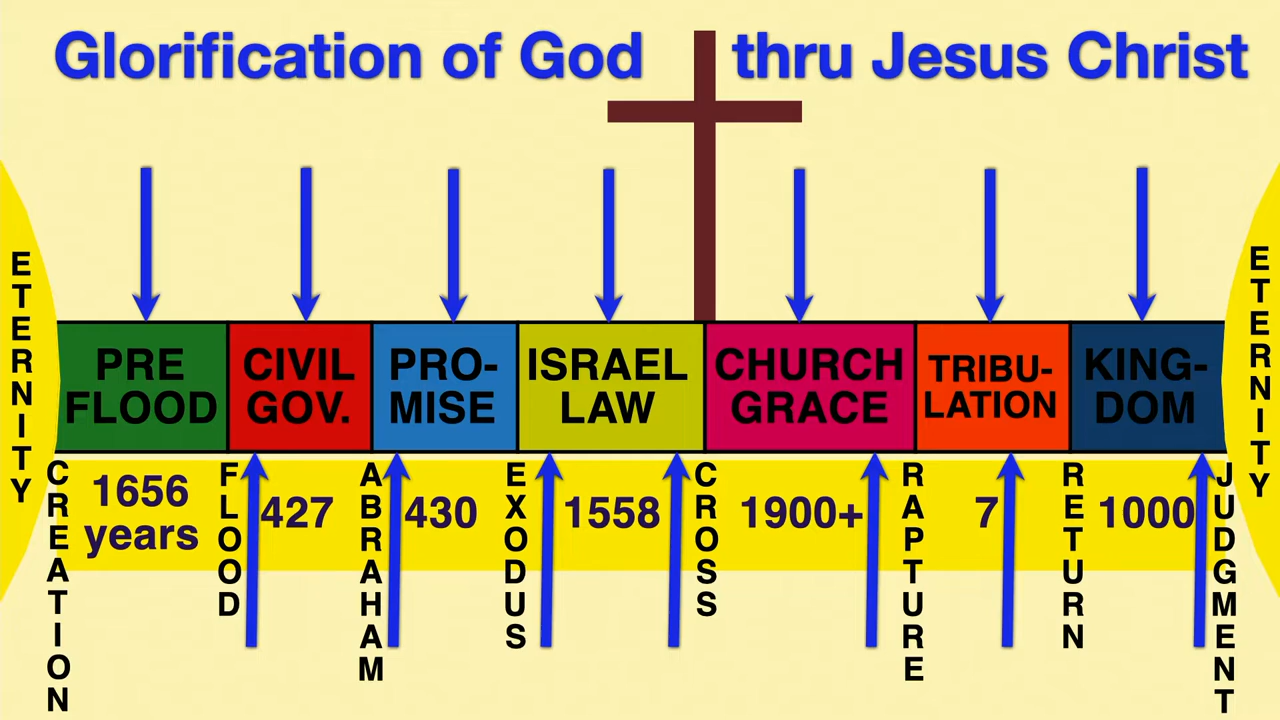 Glorification of God thru Jesus Christ
ETERNITY
PRE
FLOOD
CIVIL
GOV.
PRO-
MISE
ISRAEL
LAW
CHURCH
GRACE
TRIBU-
LATION
KING-
DOM
ETERNITY
CREATION
1656
years
FLOOD
427
ABRAHAM
430
EXODUS
1558
CROSS
1900+
RAPTURE
7
RETURN
1000
JUDGMENT